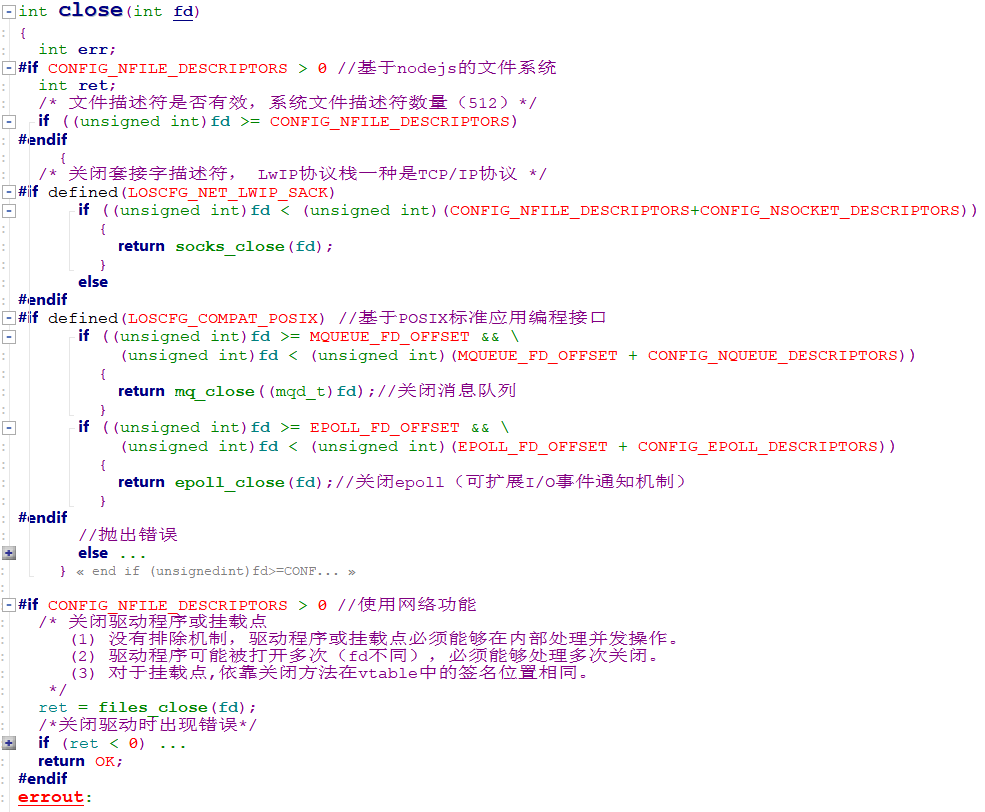 int close(int fd)
{
int err;
#if CONFIG_NFILE_DESCRIPTORS > 0 //基于nodejs的文件系统
int ret;
/* 文件描述符是否有效，系统文件描述符数量（512）*/
if ((unsigned int)fd >= CONFIG_NFILE_DESCRIPTORS)
#endif
{
/* 关闭套接字描述符， LwIP协议栈一种是TCP/IP协议 */
#if defined(LOSCFG_NET_LWIP_SACK)
if ((unsigned int)fd < (unsigned int)(CONFIG_NFILE_DESCRIPTORS+CONFIG_NSOCKET_DESCRIPTORS))
{
return socks_close(fd);
}
else
#endif
#if defined(LOSCFG_COMPAT_POSIX) //基于POSIX标准应用编程接口
if ((unsigned int)fd >= MQUEUE_FD_OFFSET && \
(unsigned int)fd < (unsigned int)(MQUEUE_FD_OFFSET + CONFIG_NQUEUE_DESCRIPTORS))
{
return mq_close((mqd_t)fd);//关闭消息队列
}
if ((unsigned int)fd >= EPOLL_FD_OFFSET && \
(unsigned int)fd < (unsigned int)(EPOLL_FD_OFFSET + CONFIG_EPOLL_DESCRIPTORS))
{
return epoll_close(fd);//关闭epoll（可扩展I/O事件通知机制）
}
#endif
//抛出错误
else ...
} « end if (unsignedint)fd>=CONF... »
#if CONFIG_NFILE_DESCRIPTORS > 0 //使用网络功能
/* 关闭驱动程序或挂载点
(1) 没有排除机制，驱动程序或挂载点必须能够在内部处理并发操作。
(2) 驱动程序可能被打开多次（fd不同），必须能够处理多次关闭。
(3) 对于挂载点,依靠关闭方法在vtable中的签名位置相同。
*/
ret = files_close(fd);
/*关闭驱动时出现错误*/
if (ret < 0) ...
return OK;
#endif
errout: